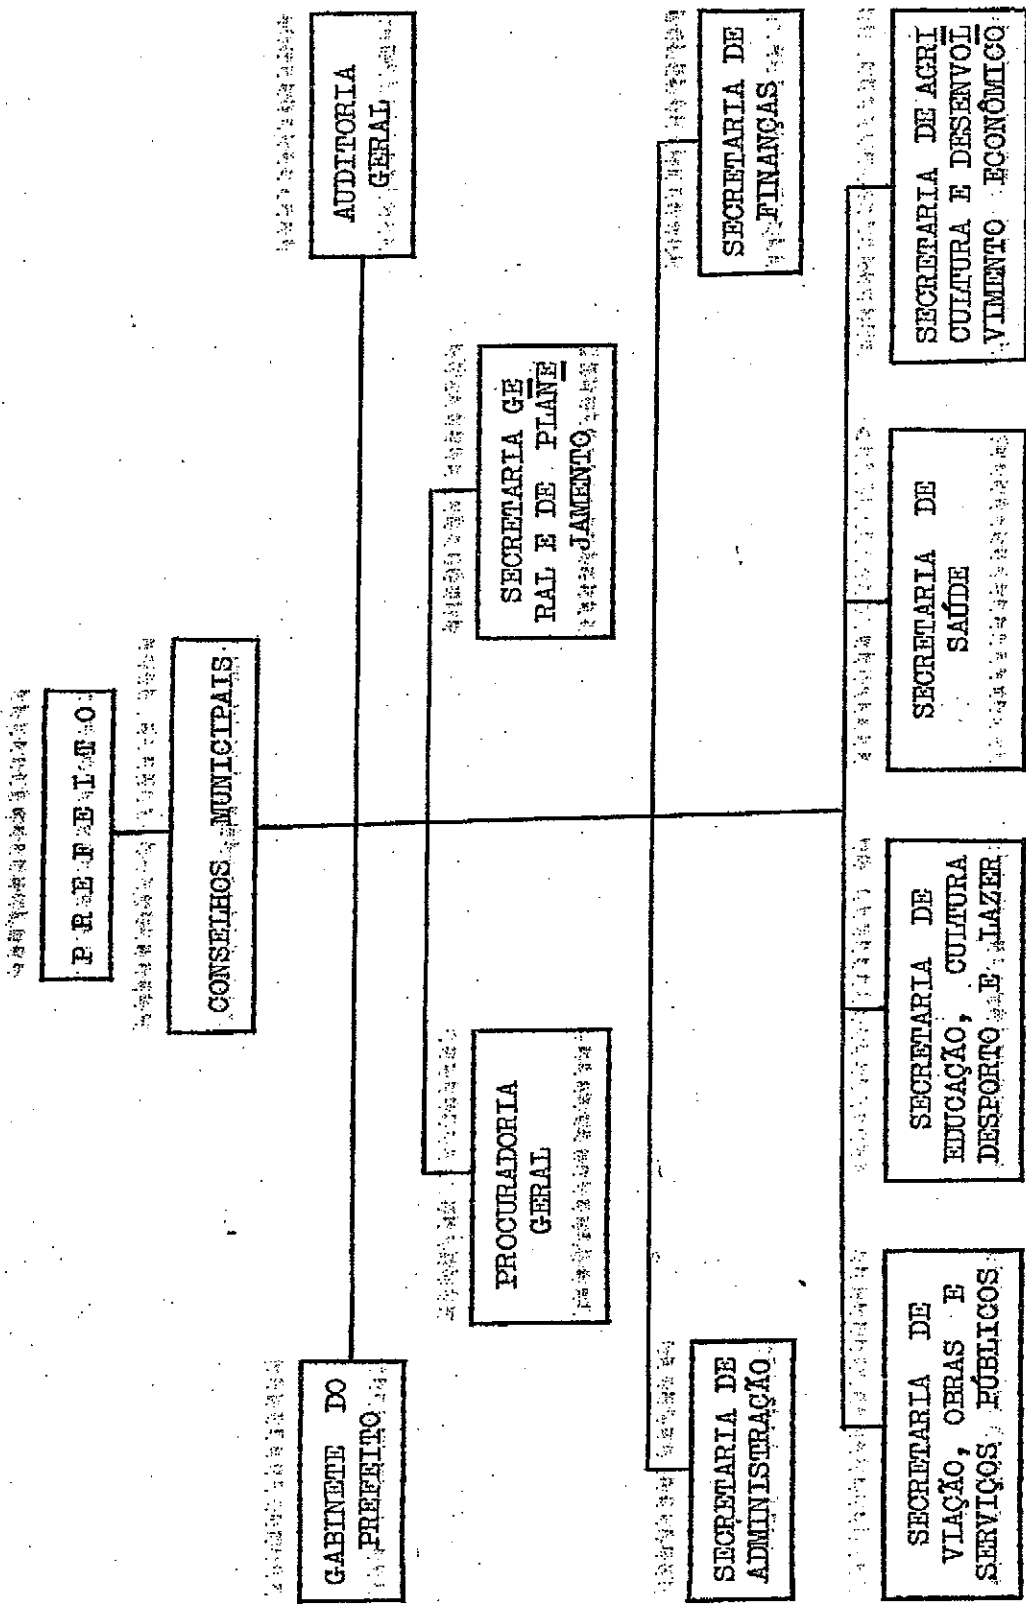 P R E F E I T O
CONSELHOS MUNICIPAIS
GABINETE DO
PREFEITO
AUDITORIA
GERAL
PROCURADORIA
GERAL
SECRETARIA GE
RAL E DE PLANE
JAMENTO
SECRETARIA DE
ADMINISTRAÇÃO
SECRETARIA DE
FINANÇAS
SECRETARIA DE
VIAÇÃO, OBRAS E
SERVIÇOS PÚBLICOS
SECRETARIA DE
EDUCAÇÃO, CULTURA
DESPORTO E LAZER
SECRETARIA DE
SAÚDE
SECRETARIA DE AGRI
CULTURA E DESENVOL
VIMENTO ECONÔMICO